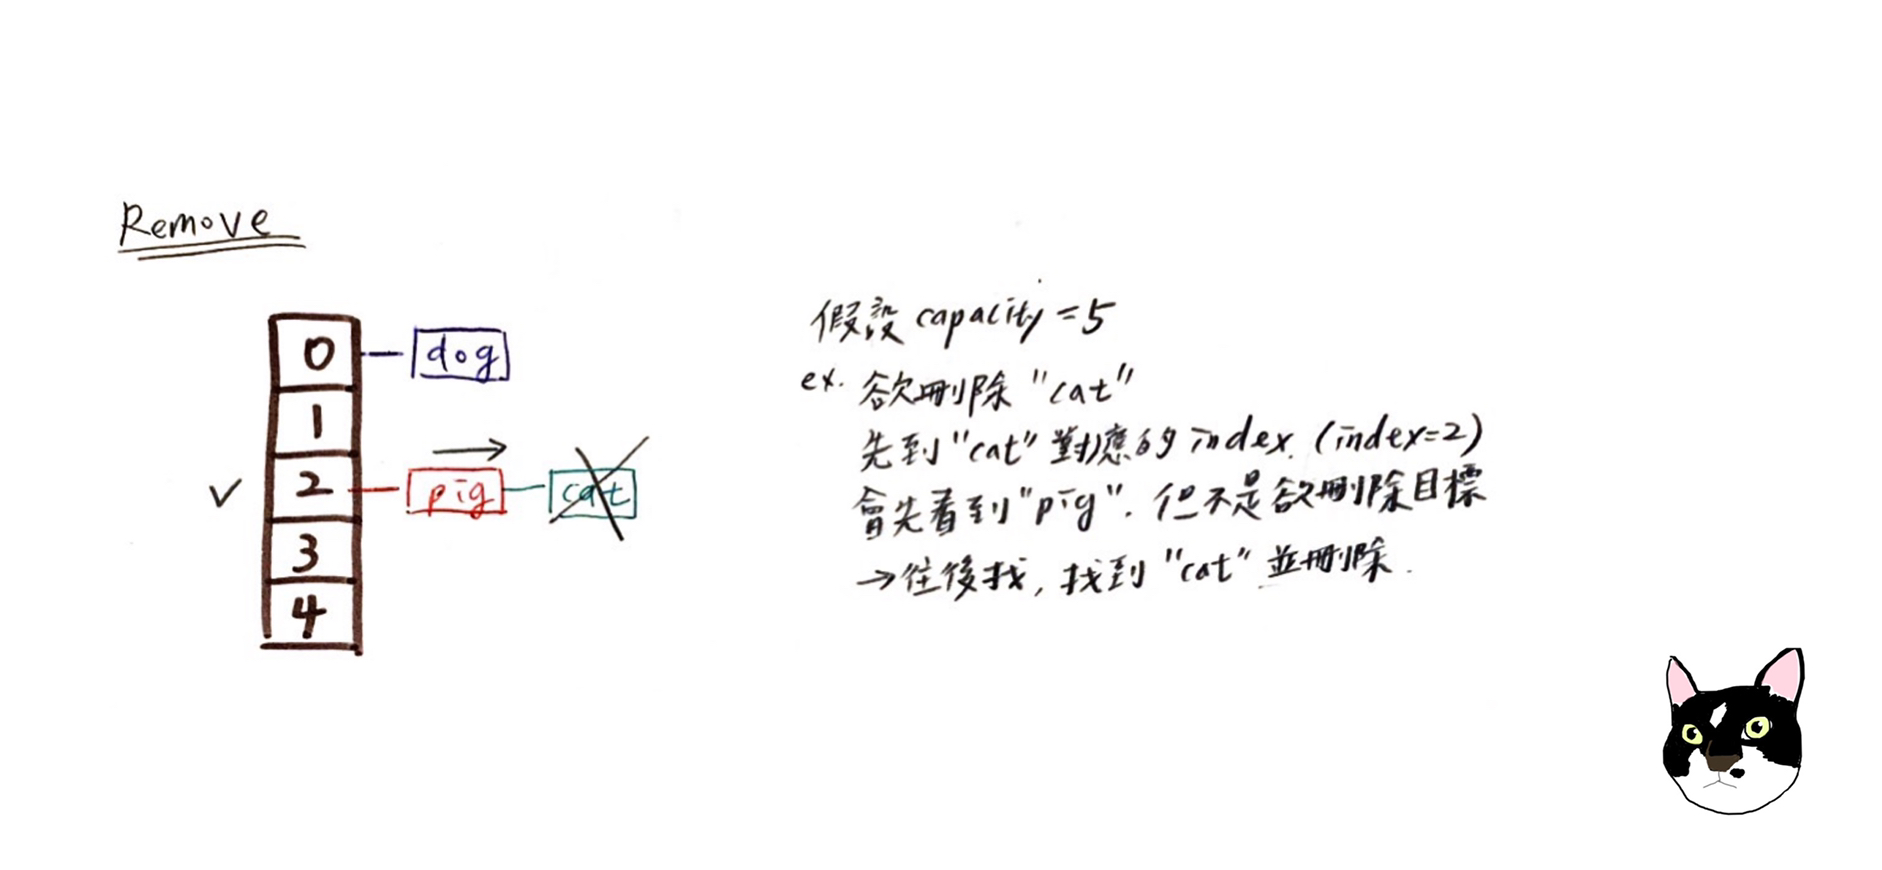 Remove
0 dog
1
2 pig cat
3
4
假設 capacity = 5
ex. 欲刪除 "cat"
先到 "cat" 對應的 index. (index=2)
會先看到 "pig". 但不是欲刪除目標
→往後找, 找到 "cat" 並刪除.